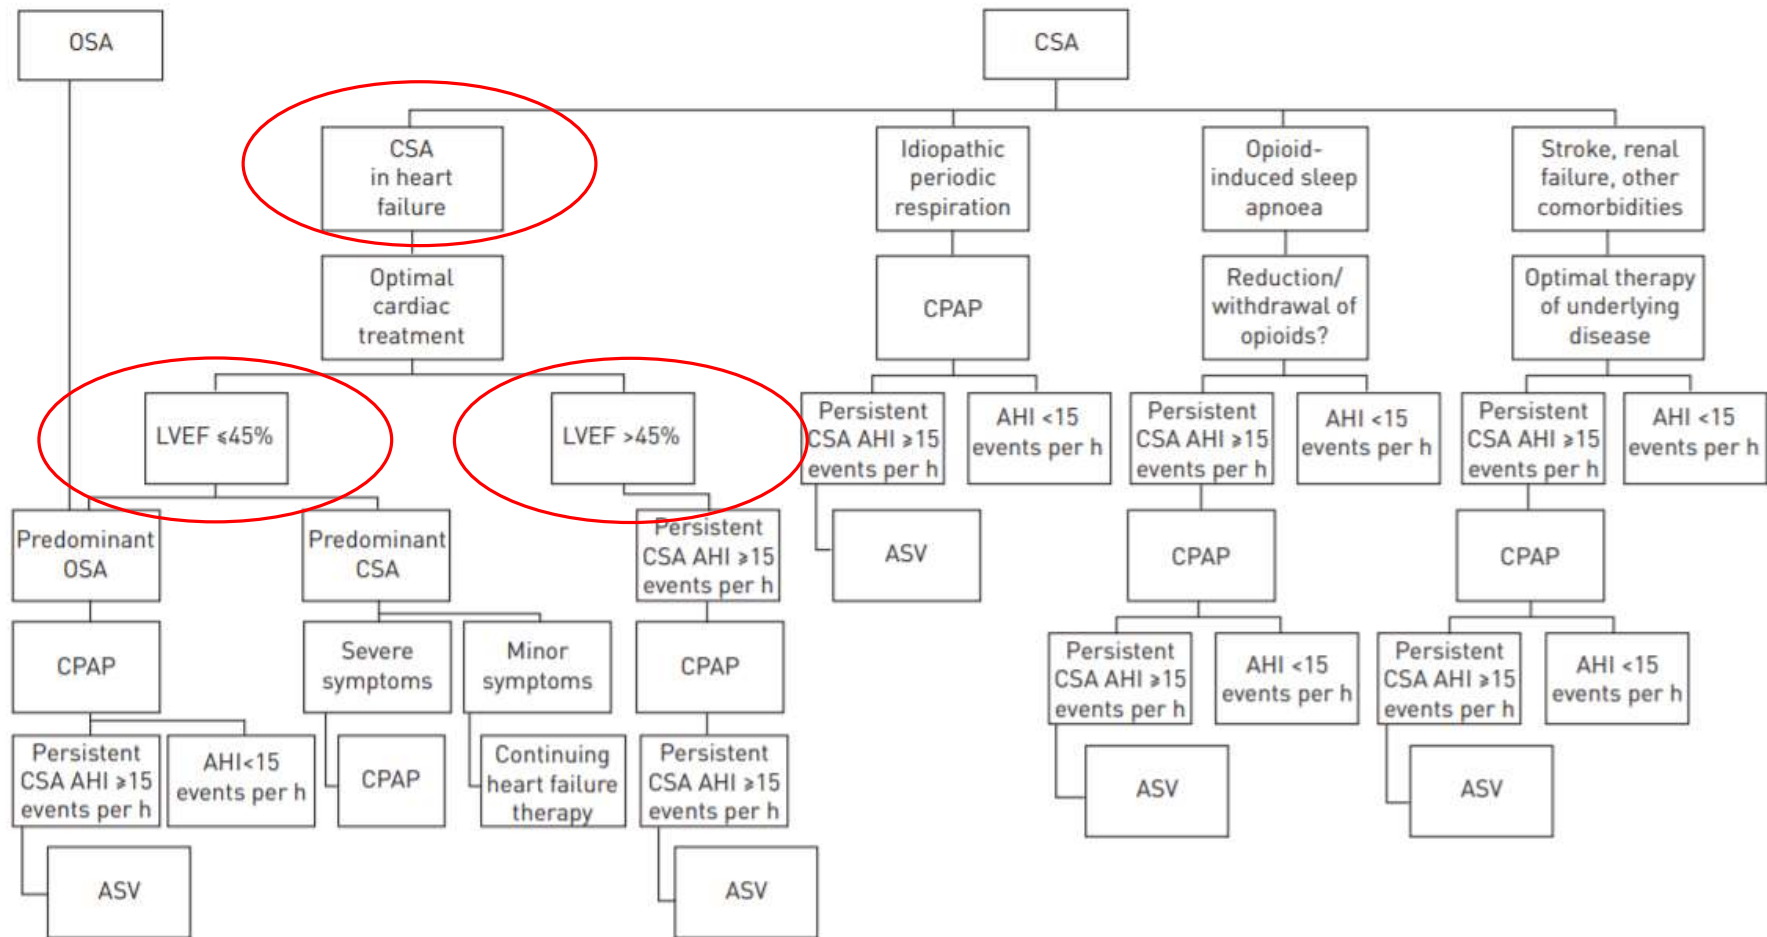 OSA
CSA
CSA
in heart
failure
Idiopathic
periodic
respiration
Opioid-
induced sleep
apnoea
Stroke, renal
failure, other
comorbidities
Optimal
cardiac
treatment
CPAP
Reduction/
withdrawal of
opioids?
Optimal therapy
of underlying
disease
LVEF ⩽45%
LVEF >45%
Persistent
CSA AHI ⩾15
events per h
AHI <15
events per h
Persistent
CSA AHI ⩾15
events per h
AHI <15
events per h
Persistent
CSA AHI ⩾15
events per h
AHI <15
events per h
Predominant
OSA
Predominant
CSA
Persistent
CSA AHI ⩾15
events per h
ASV
CPAP
CPAP
CPAP
Severe
symptoms
Minor
symptoms
CPAP
Persistent
CSA AHI ⩾15
events per h
AHI <15
events per h
Persistent
CSA AHI ⩾15
events per h
AHI <15
events per h
Persistent
CSA AHI ⩾15
events per h
AHI<15
events per h
CPAP
Continuing
heart failure
therapy
Persistent
CSA AHI ⩾15
events per h
ASV
ASV
ASV
ASV